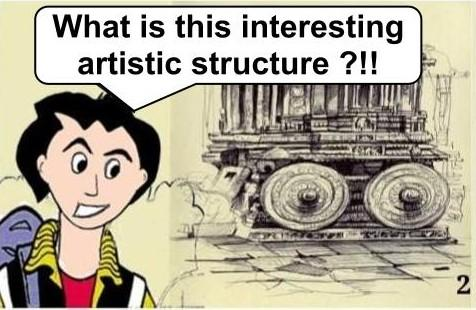 What is this interesting
artistic structure ?!!
2